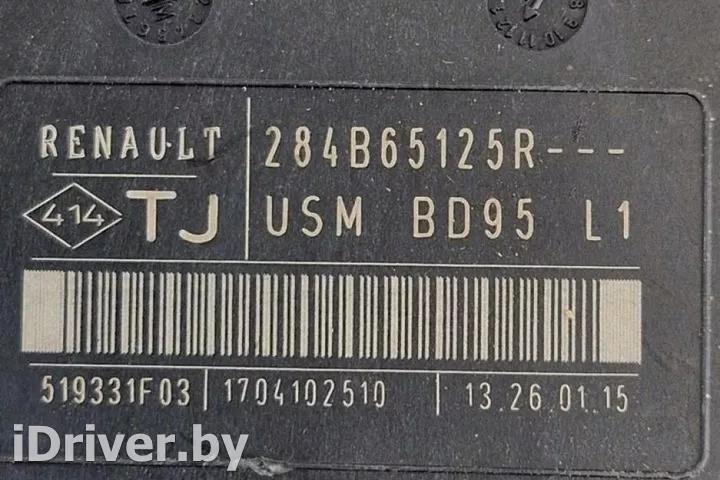 RENAULT 284B65125R---
414 TJ USM BD95 L1
519331F03 1704102510 13.26.01.15
iDriver.by